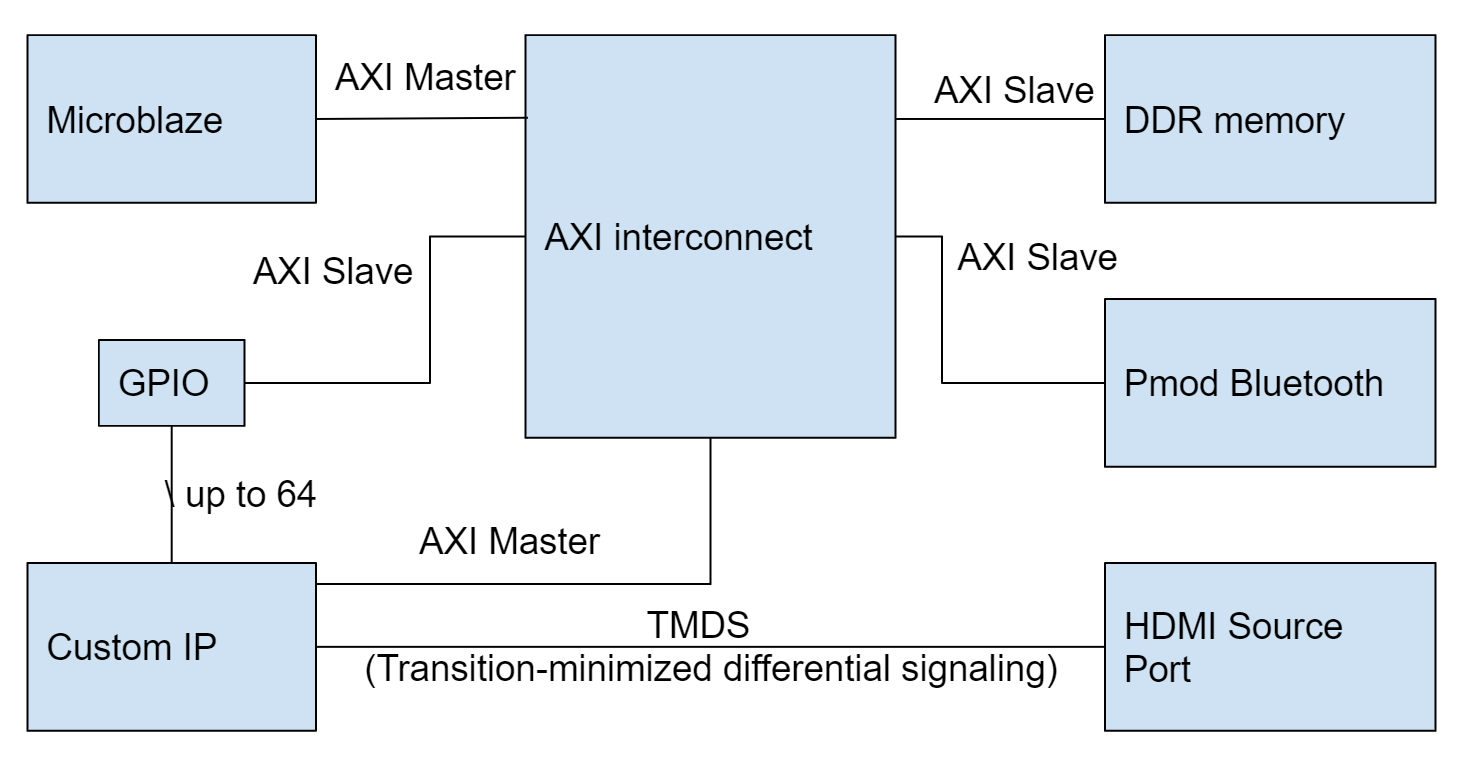 Microblaze
AXI Master
AXI interconnect
AXI Slave
DDR memory
AXI Slave
AXI Slave
GPIO
Pmod Bluetooth
\ up to 64
AXI Master
Custom IP
TMDS
(Transition-minimized differential signaling)
HDMI Source
Port